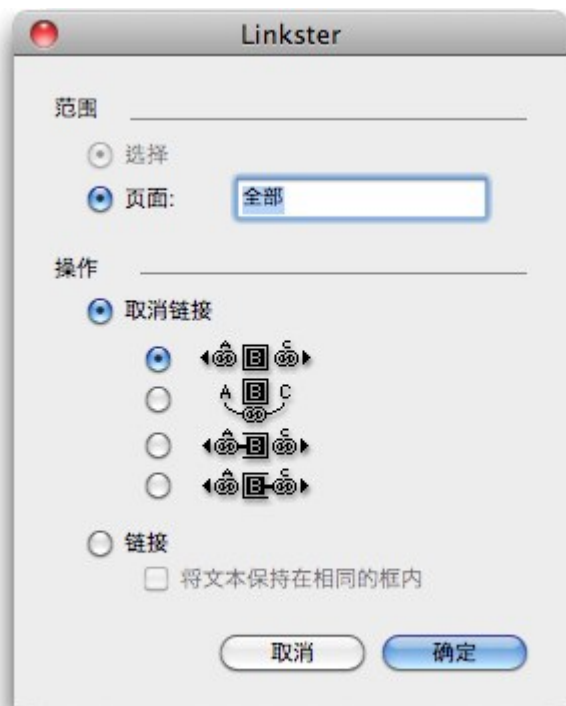 Linkster
范围
选择
页面: 全部
操作
取消链接
A B C
A B C
A B C
A B C
链接
将文本保持在相同的框内
取消 确定